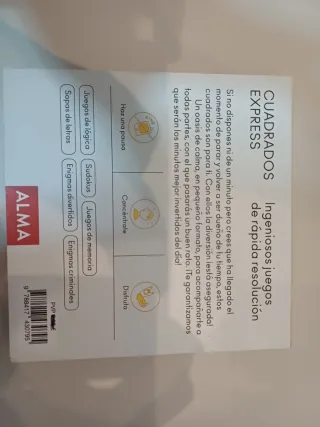 CUADRADOS
EXPRESS
Ingeniosos juegos
de rápida resolución
Si no dispones ni de un minuto pero crees que ha llegado el
momento de parar y volver a ser dueño de tu tiempo, estos
cuadrados son para ti. Con ellos la diversión ¡está asegurada!
Un oasis de calma, en pequeño formato, para acompañarte a
todas partes, con el que pasarás un buen rato. ¡Te garantizamos
que serán los minutos mejor invertidos del día!
Haz una pausa
Concéntrate
Disfruta
Juegos de lógica
Sudokus
Juegos de memoria
Sopas de letras
Enigmas divertidos
Enigmas criminales
ALMA
PVP